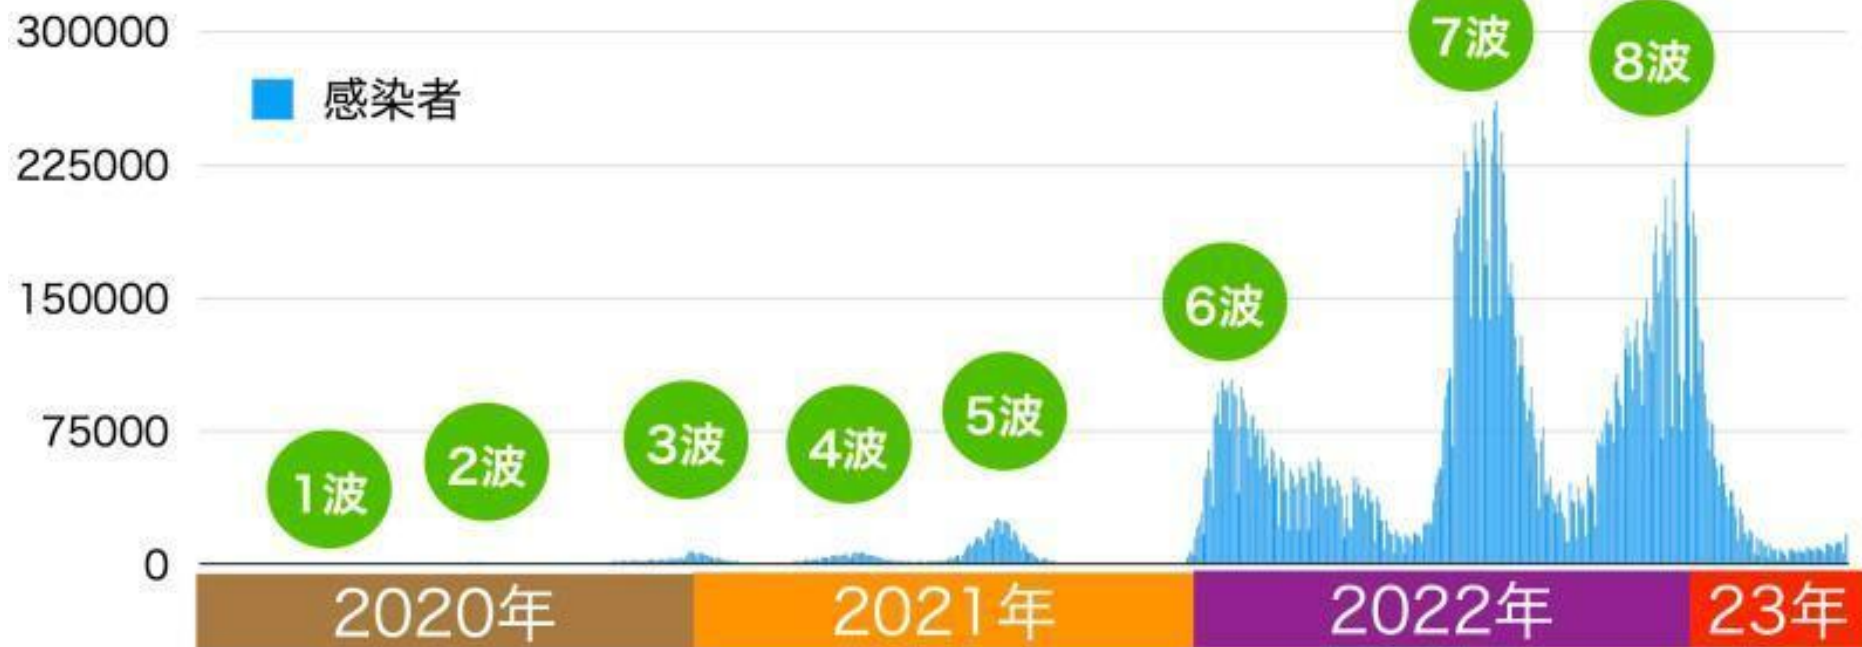 300000
225000
150000
75000
0
感染者
1波
2波
3波
4波
5波
6波
7波
8波
2020年
2021年
2022年
23年